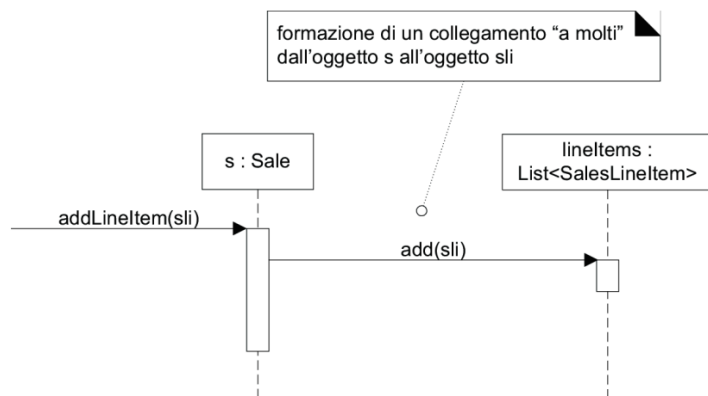 formazione di un collegamento “a molti”
dall’oggetto s all’oggetto sli
s : Sale
lineItems :
List<SalesLineItem>
addLineItem(sli)
add(sli)